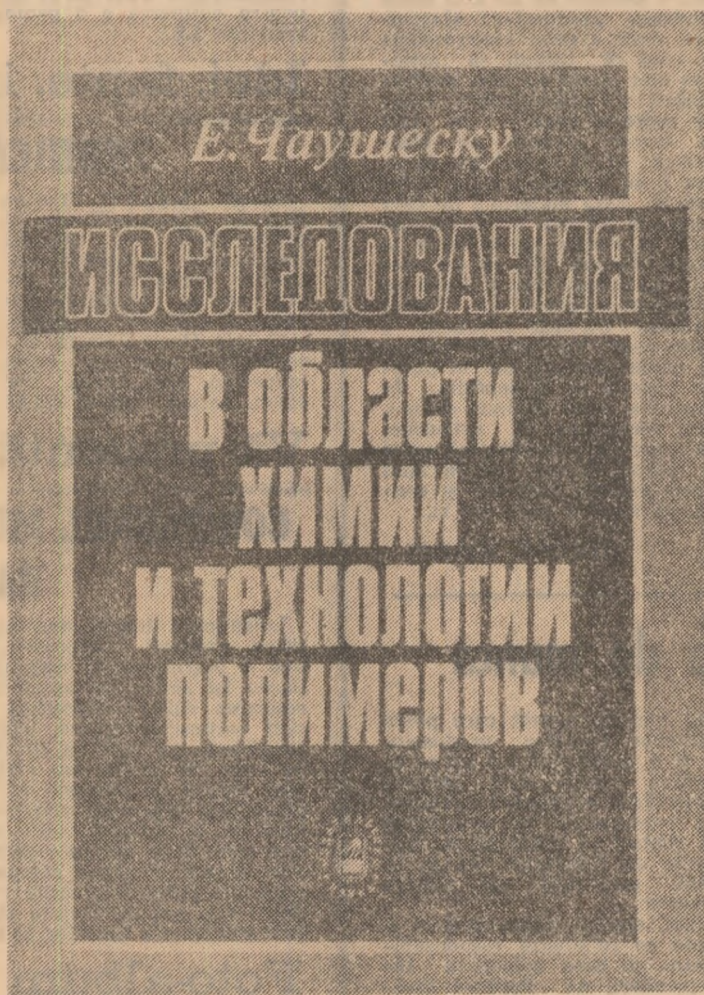 Е. Чаушеску
ИССЛЕДОВАНИЯ
в области
химии
и технологии
полимеров